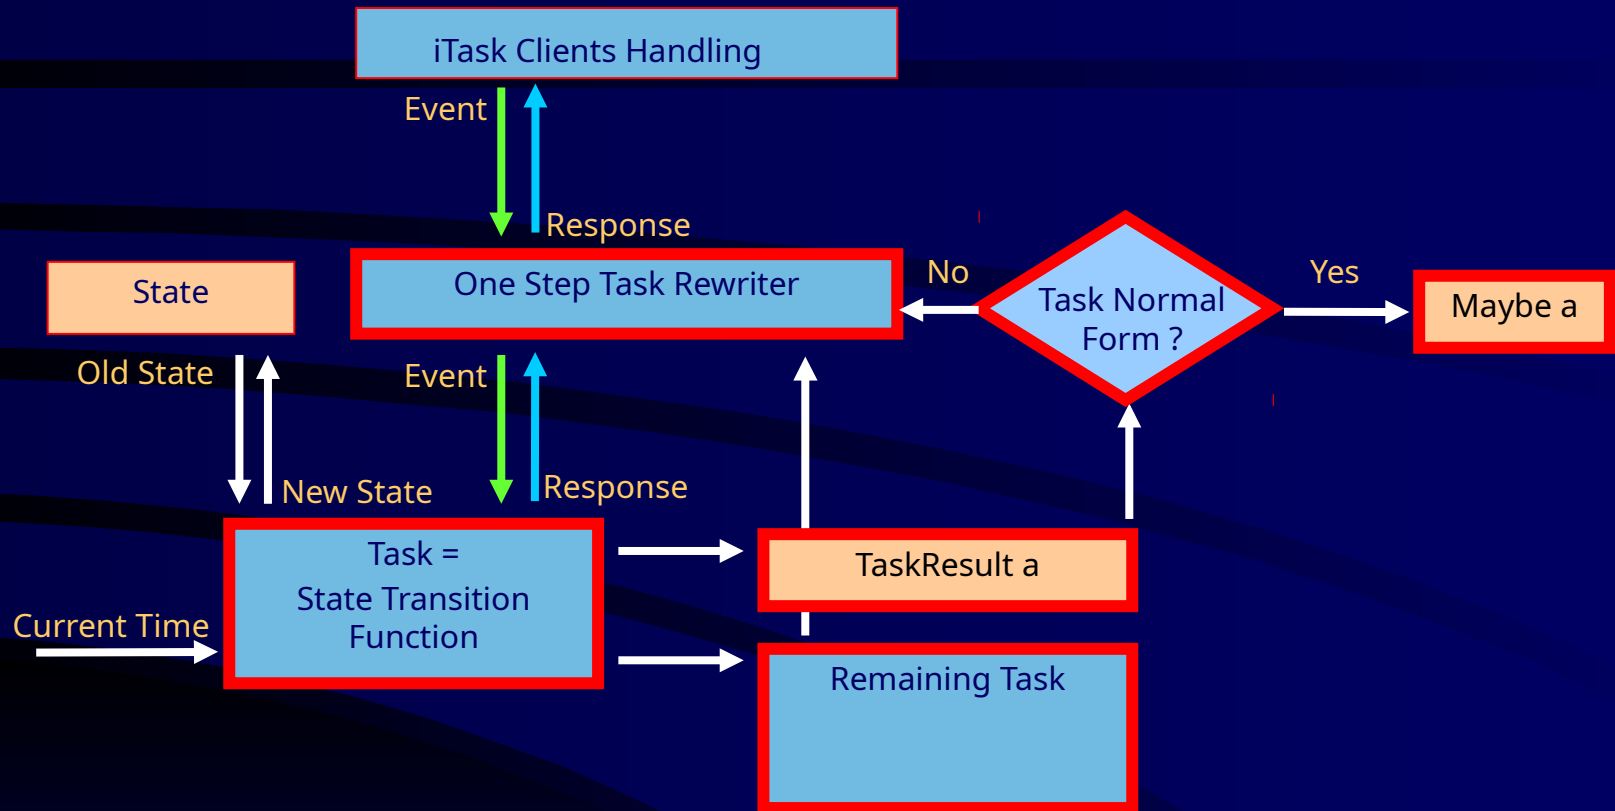 iTask Clients Handling
Event
Response
State
One Step Task Rewriter
No
Task Normal
Form ?
Yes
Maybe a
Old State
Event
New State
Response
Task =
State Transition
Function
TaskResult a
Current Time
Remaining Task